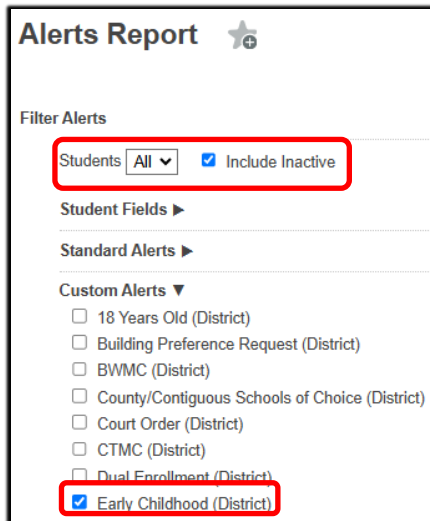 Alerts Report
Filter Alerts
Students All Include Inactive
Student Fields ▶
Standard Alerts ▶
Custom Alerts ▼
18 Years Old (District)
Building Preference Request (District)
BWMC (District)
County/Contiguous Schools of Choice (District)
Court Order (District)
CTMC (District)
Dual Enrollment (District)
Early Childhood (District)